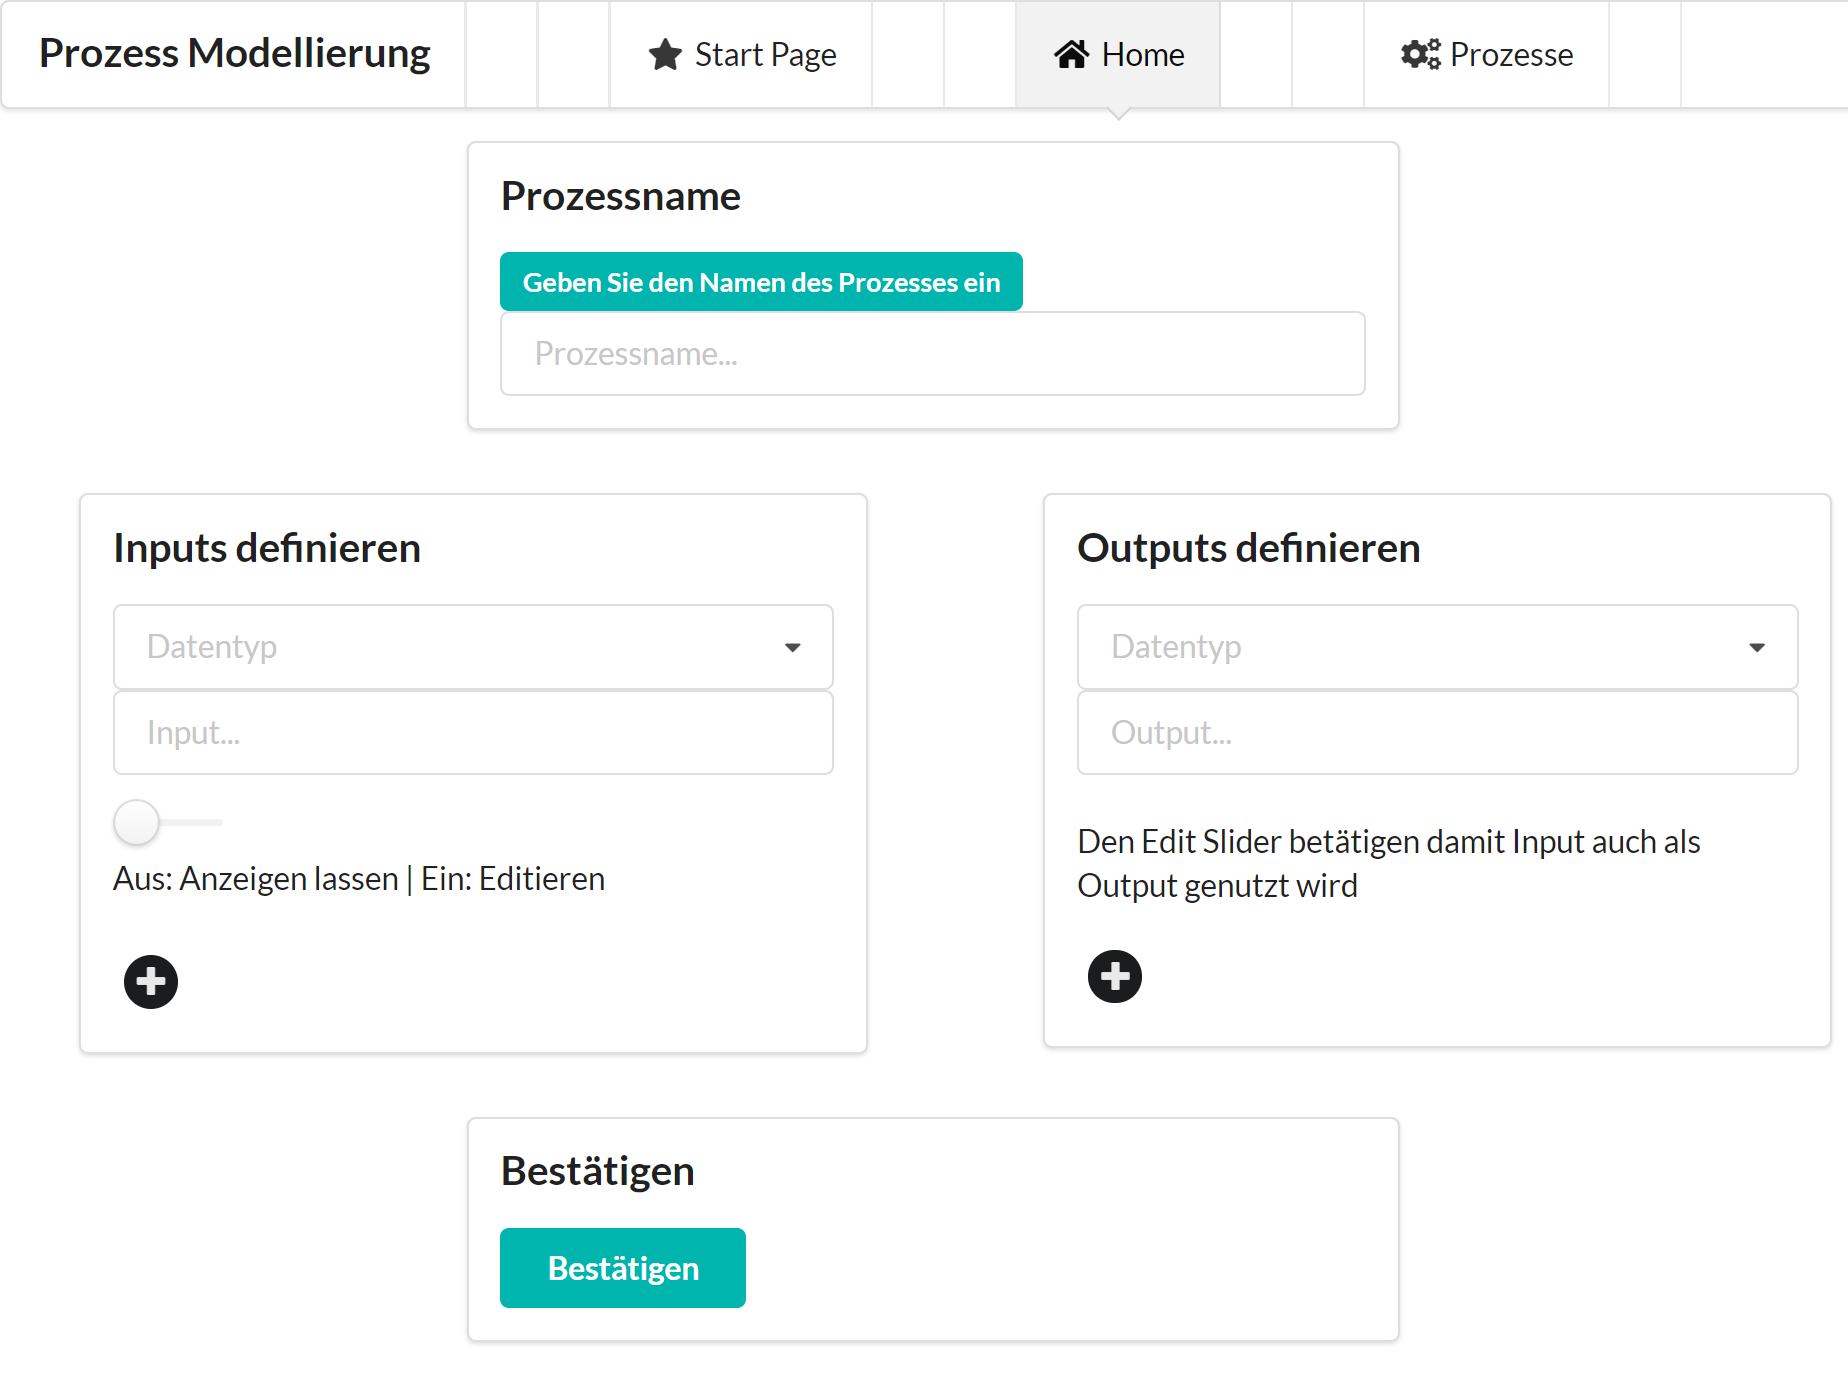 Prozess Modellierung
Start Page
Home
Prozesse
Prozessname
Geben Sie den Namen des Prozesses ein
Prozessname...
Inputs definieren
Datentyp
Input...
Aus: Anzeigen lassen | Ein: Editieren
Outputs definieren
Datentyp
Output...
Den Edit Slider betätigen damit Input auch als
Output genutzt wird
Bestätigen
Bestätigen